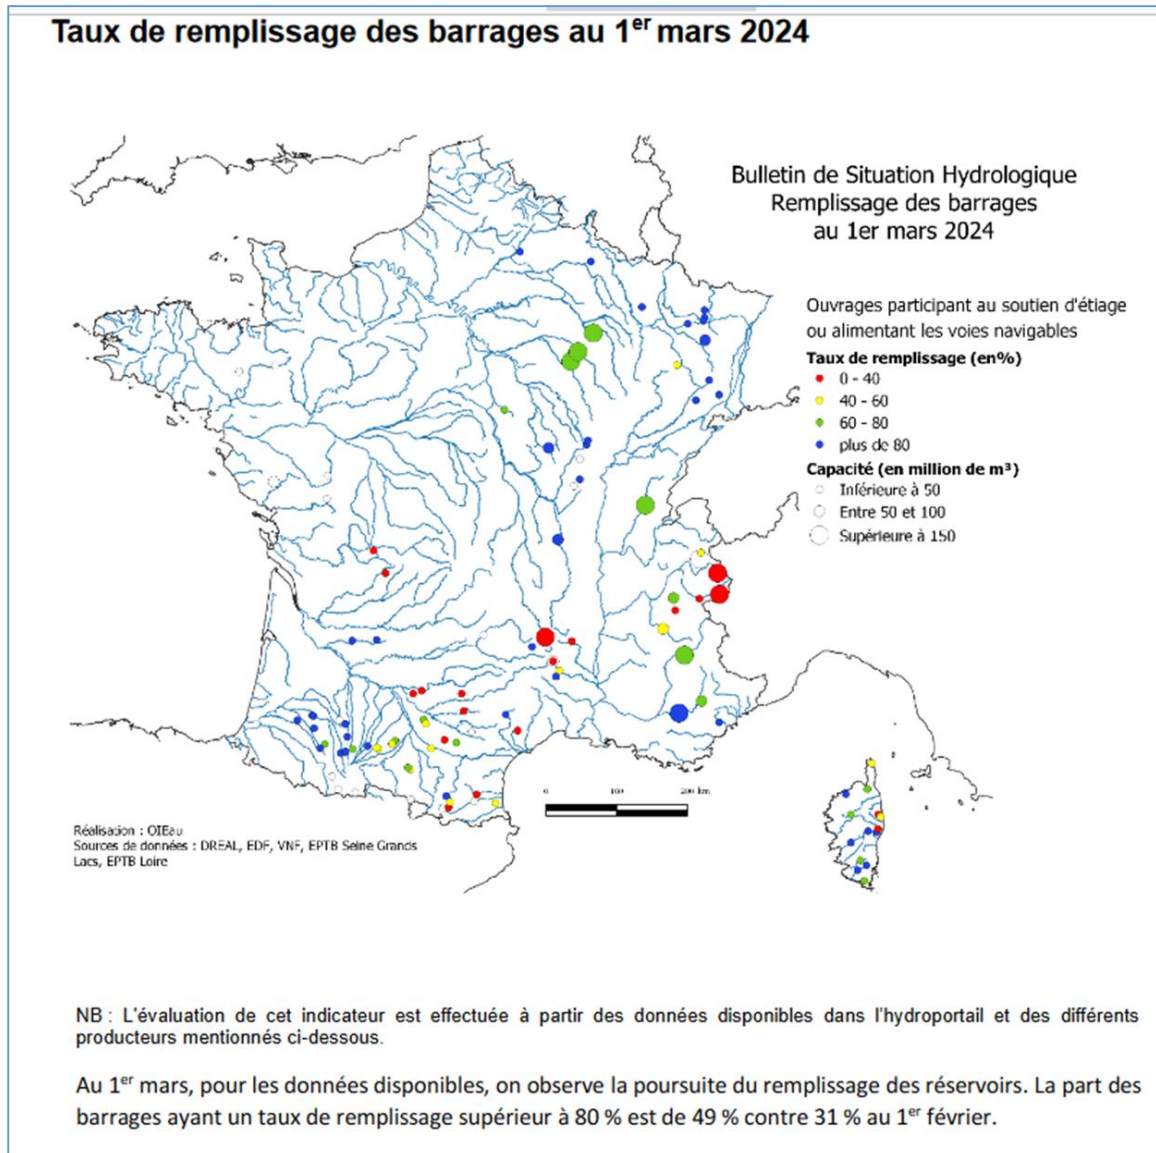 Taux de remplissage des barrages au 1er mars 2024
Bulletin de Situation Hydrologique
Remplissage des barrages
au 1er mars 2024
Ouvrages participant au soutien d'étiage
ou alimentant les voies navigables
Taux de remplissage (en%)
0 - 40
40 - 60
60 - 80
plus de 80
Capacité (en million de m³)
Inférieure à 50
Entre 50 et 100
Supérieure à 150
0 100 200 km
Réalisation : OIEau
Sources de données : DREAL, EDF, VNF, EPTB Seine Grands
Lacs, EPTB Loire
NB : L'évaluation de cet indicateur est effectuée à partir des données disponibles dans l'hydroportail et des différents
producteurs mentionnés ci-dessous.
Au 1er mars, pour les données disponibles, on observe la poursuite du remplissage des réservoirs. La part des
barrages ayant un taux de remplissage supérieur à 80 % est de 49 % contre 31 % au 1er février.